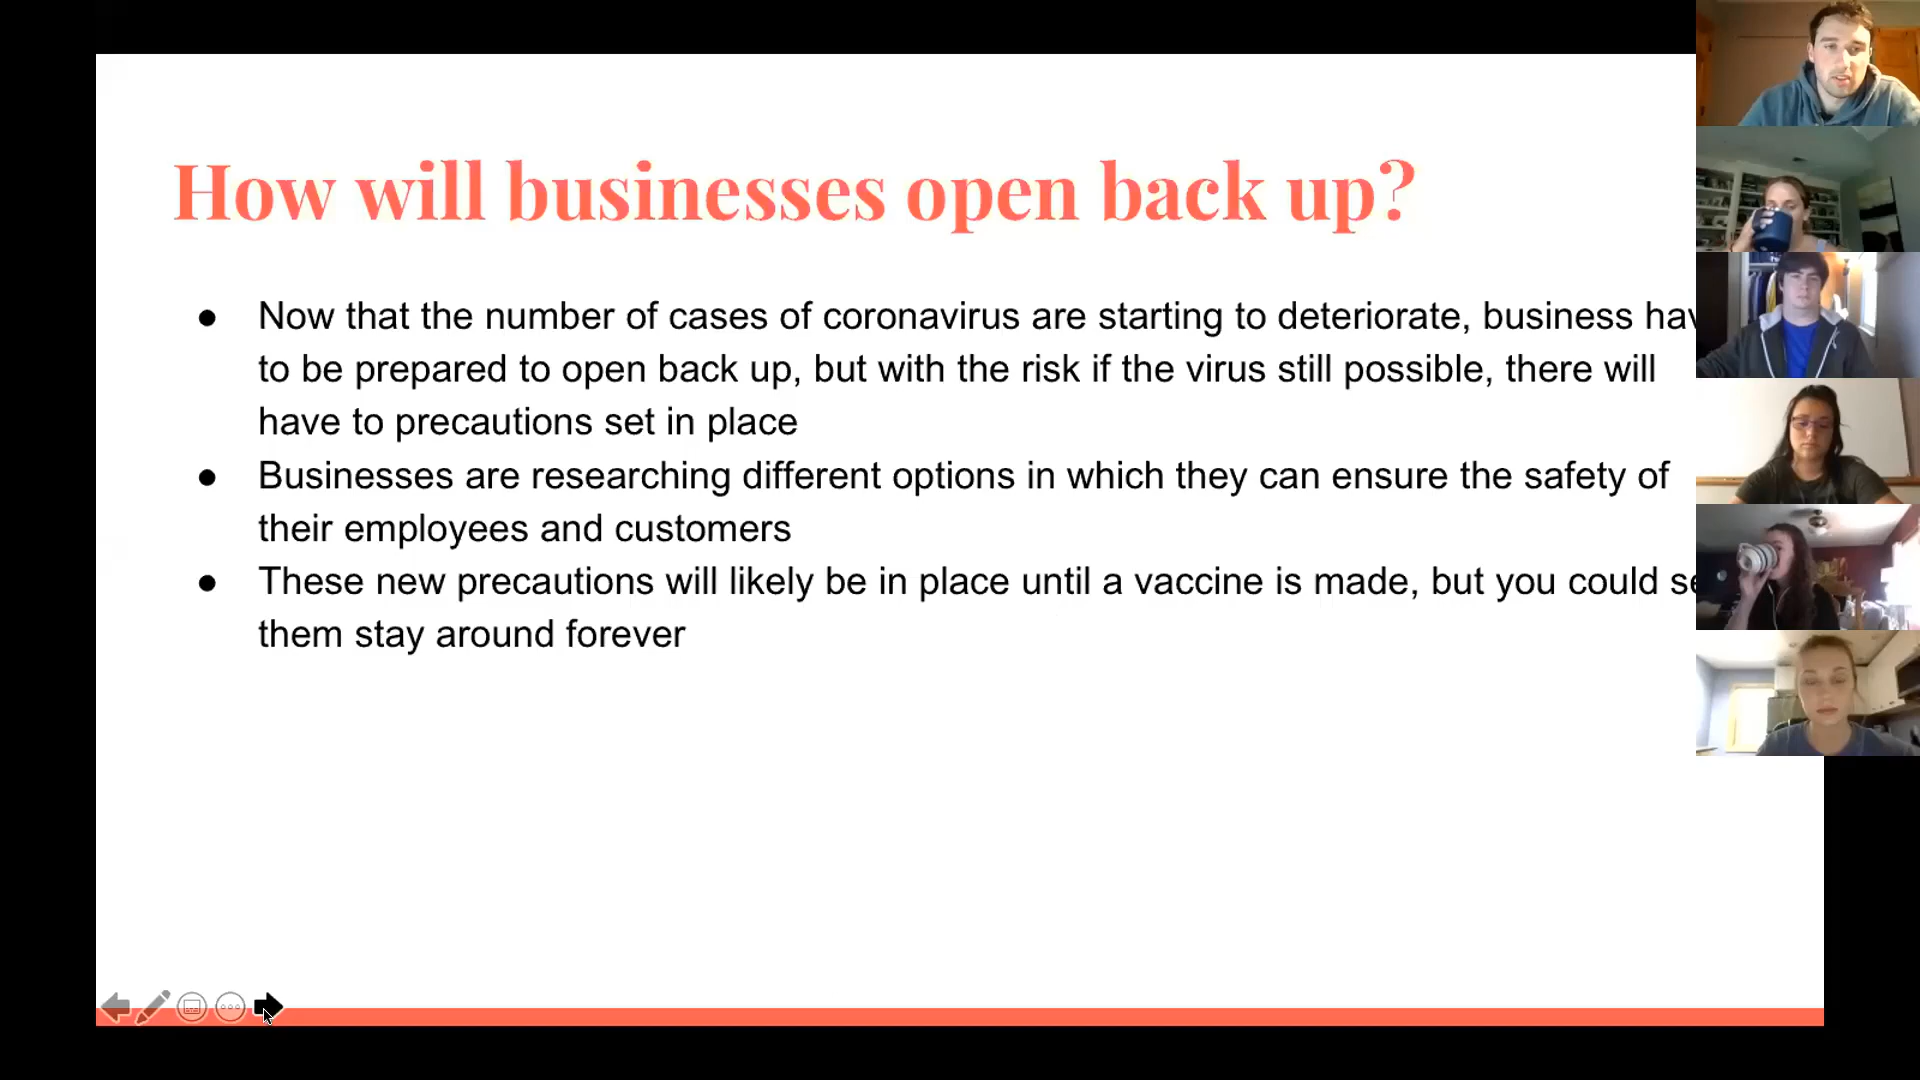 How will businesses open back up?
● Now that the number of cases of coronavirus are starting to deteriorate, business
to be prepared to open back up, but with the risk if the virus still possible, there will
have to precautions set in place
● Businesses are researching different options in which they can ensure the safety of
their employees and customers
● These new precautions will likely be in place until a vaccine is made, but you could
them stay around forever